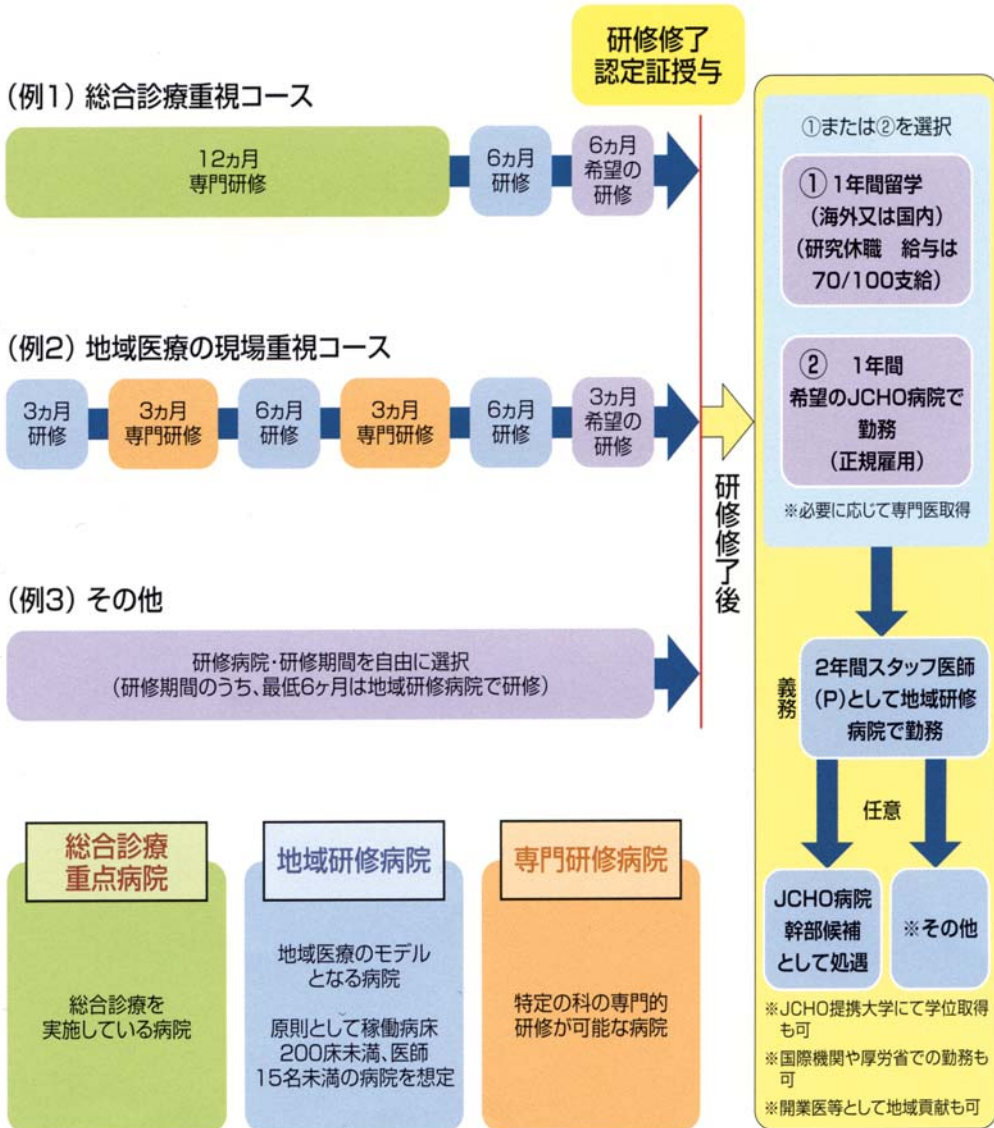 研修修了
認定証授与
(例1) 総合診療重視コース
12ヵ月
専門研修
6ヵ月
研修
6ヵ月
希望の
研修
(例2) 地域医療の現場重視コース
3ヵ月
研修
3ヵ月
専門研修
6ヵ月
研修
3ヵ月
専門研修
6ヵ月
研修
3ヵ月
希望の
研修
(例3) その他
研修病院・研修期間を自由に選択
(研修期間のうち、最低6ヶ月は地域研修病院で研修)
研修修了後
①または②を選択
① 1年間留学
(海外又は国内)
(研究休職 給与は
70/100支給)
② 1年間
希望のJCHO病院で
勤務
(正規雇用)
※必要に応じて専門医取得
義務
2年間スタッフ医師
(P)として地域研修
病院で勤務
任意
JCHO病院
幹部候補
として処遇
※その他
※JCHO提携大学にて学位取得
も可
※国際機関や厚労省での勤務も
可
※開業医等として地域貢献も可
総合診療
重点病院
総合診療を
実施している病院
地域研修病院
地域医療のモデル
となる病院
原則として稼働病床
200床未満、医師
15名未満の病院を想定
専門研修病院
特定の科の専門的
研修が可能な病院